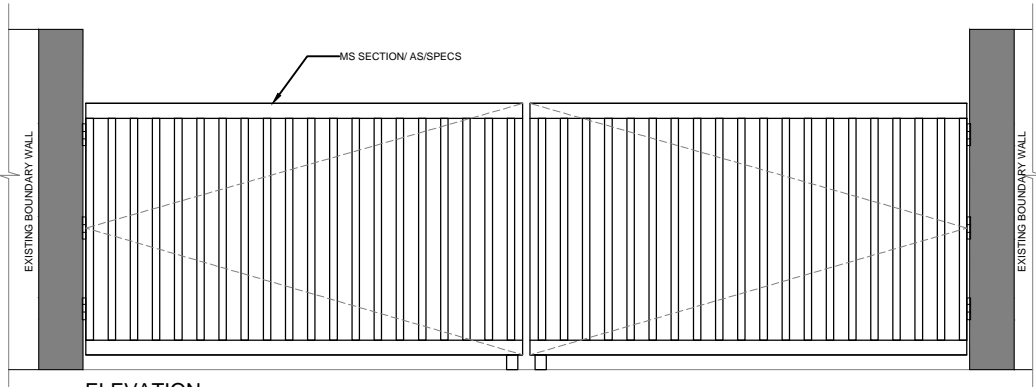 MS SECTION/ AS/SPECS
EXISTING BOUNDARY WALL
EXISTING BOUNDARY WALL
ELEVATION